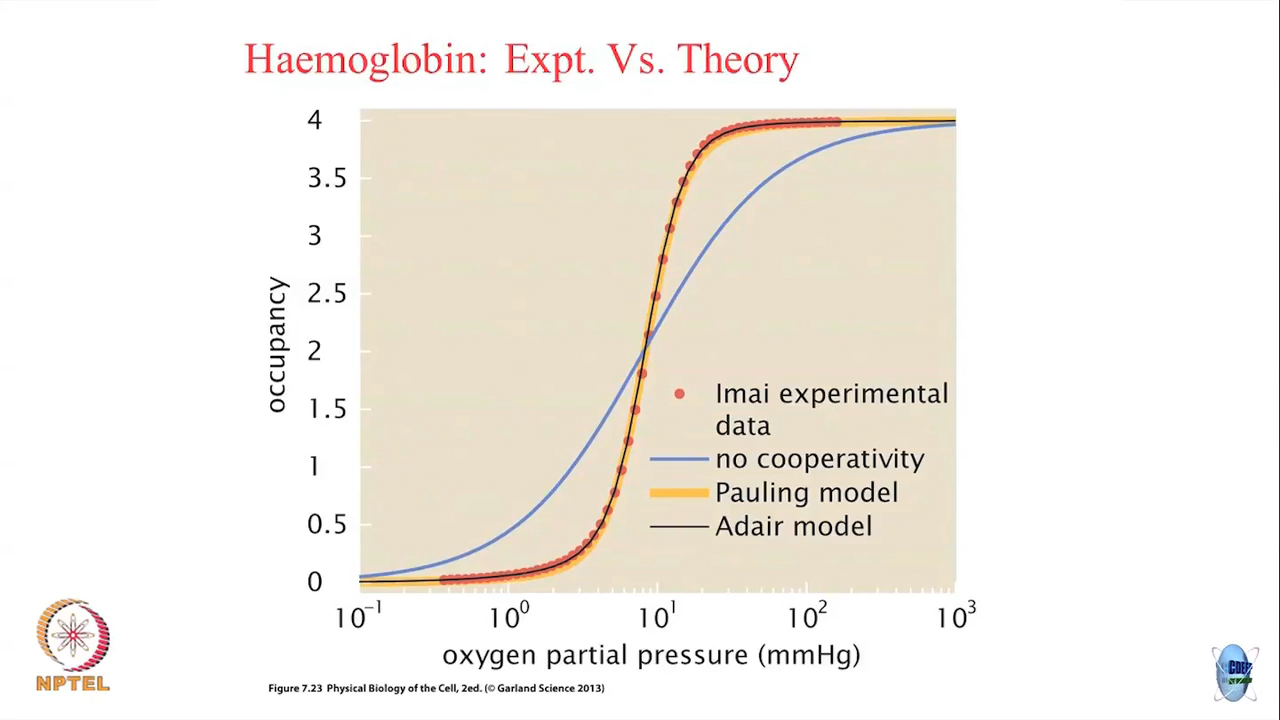 Haemoglobin: Expt. Vs. Theory
4
3.5
3
2.5
2
1.5
1
0.5
0
occupancy
Imai experimental
data
no cooperativity
Pauling model
Adair model
10⁻¹ 10⁰ 10¹ 10² 10³
oxygen partial pressure (mmHg)
Figure 7.23 Physical Biology of the Cell, 2ed. (© Garland Science 2013)
NPTEL
CDEEP